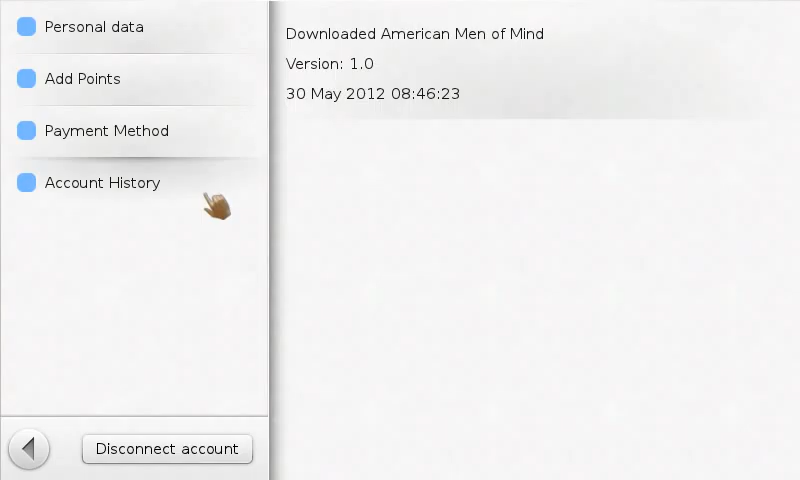 Personal data
Add Points
Payment Method
Account History
Disconnect account
Downloaded American Men of Mind
Version: 1.0
30 May 2012 08:46:23